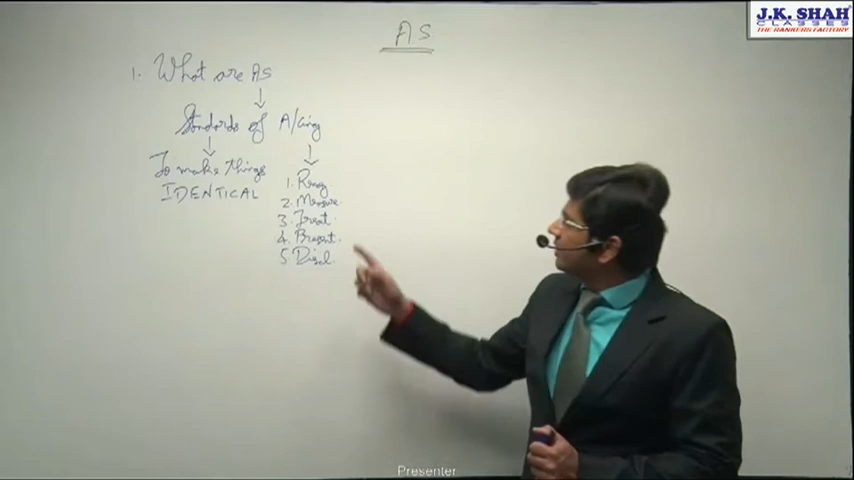 J.K. SHAH
CLASSES
THE RANKERS FACTORY
AS
1. What are AS
Standards of A/cing
To make things
IDENTICAL
1. Recog
2. Measure.
3. Treat.
4. Present.
5 Discl.
Presenter